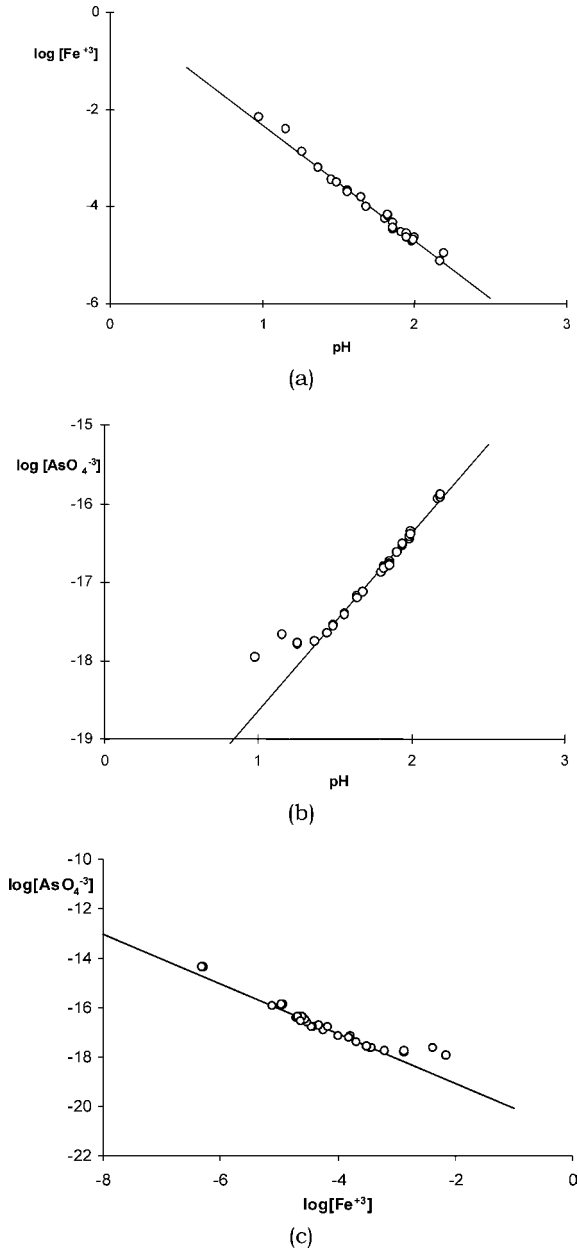 0
log [Fe⁺³]
-2
-4
-6
0 1 2 3
pH
(a)
-15
log [AsO₄⁻³]
-16
-17
-18
-19
0 1 2 3
pH
(b)
-10
log[AsO₄⁻³]
-12
-14
-16
-18
-20
-22
-8 -6 -4 -2 0
log[Fe⁺³]
(c)